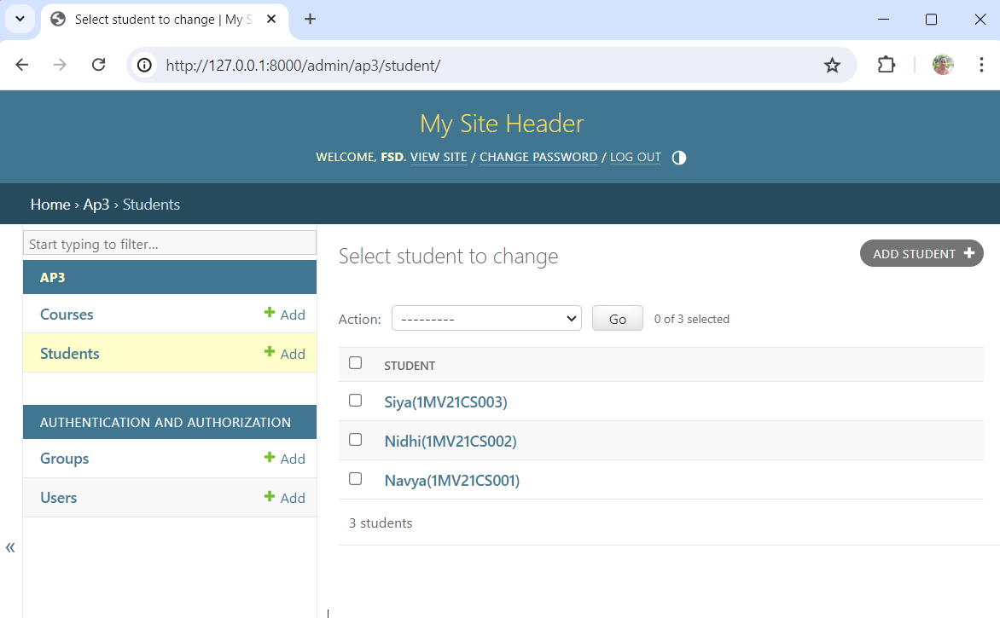 Select student to change | My S
http://127.0.0.1:8000/admin/ap3/student/
My Site Header
WELCOME, FSD. VIEW SITE / CHANGE PASSWORD / LOG OUT
Home › Ap3 › Students
Start typing to filter...
AP3
Courses + Add
Students + Add
AUTHENTICATION AND AUTHORIZATION
Groups + Add
Users + Add
«
Select student to change
ADD STUDENT +
Action: --------- Go 0 of 3 selected
STUDENT
Siya(1MV21CS003)
Nidhi(1MV21CS002)
Navya(1MV21CS001)
3 students